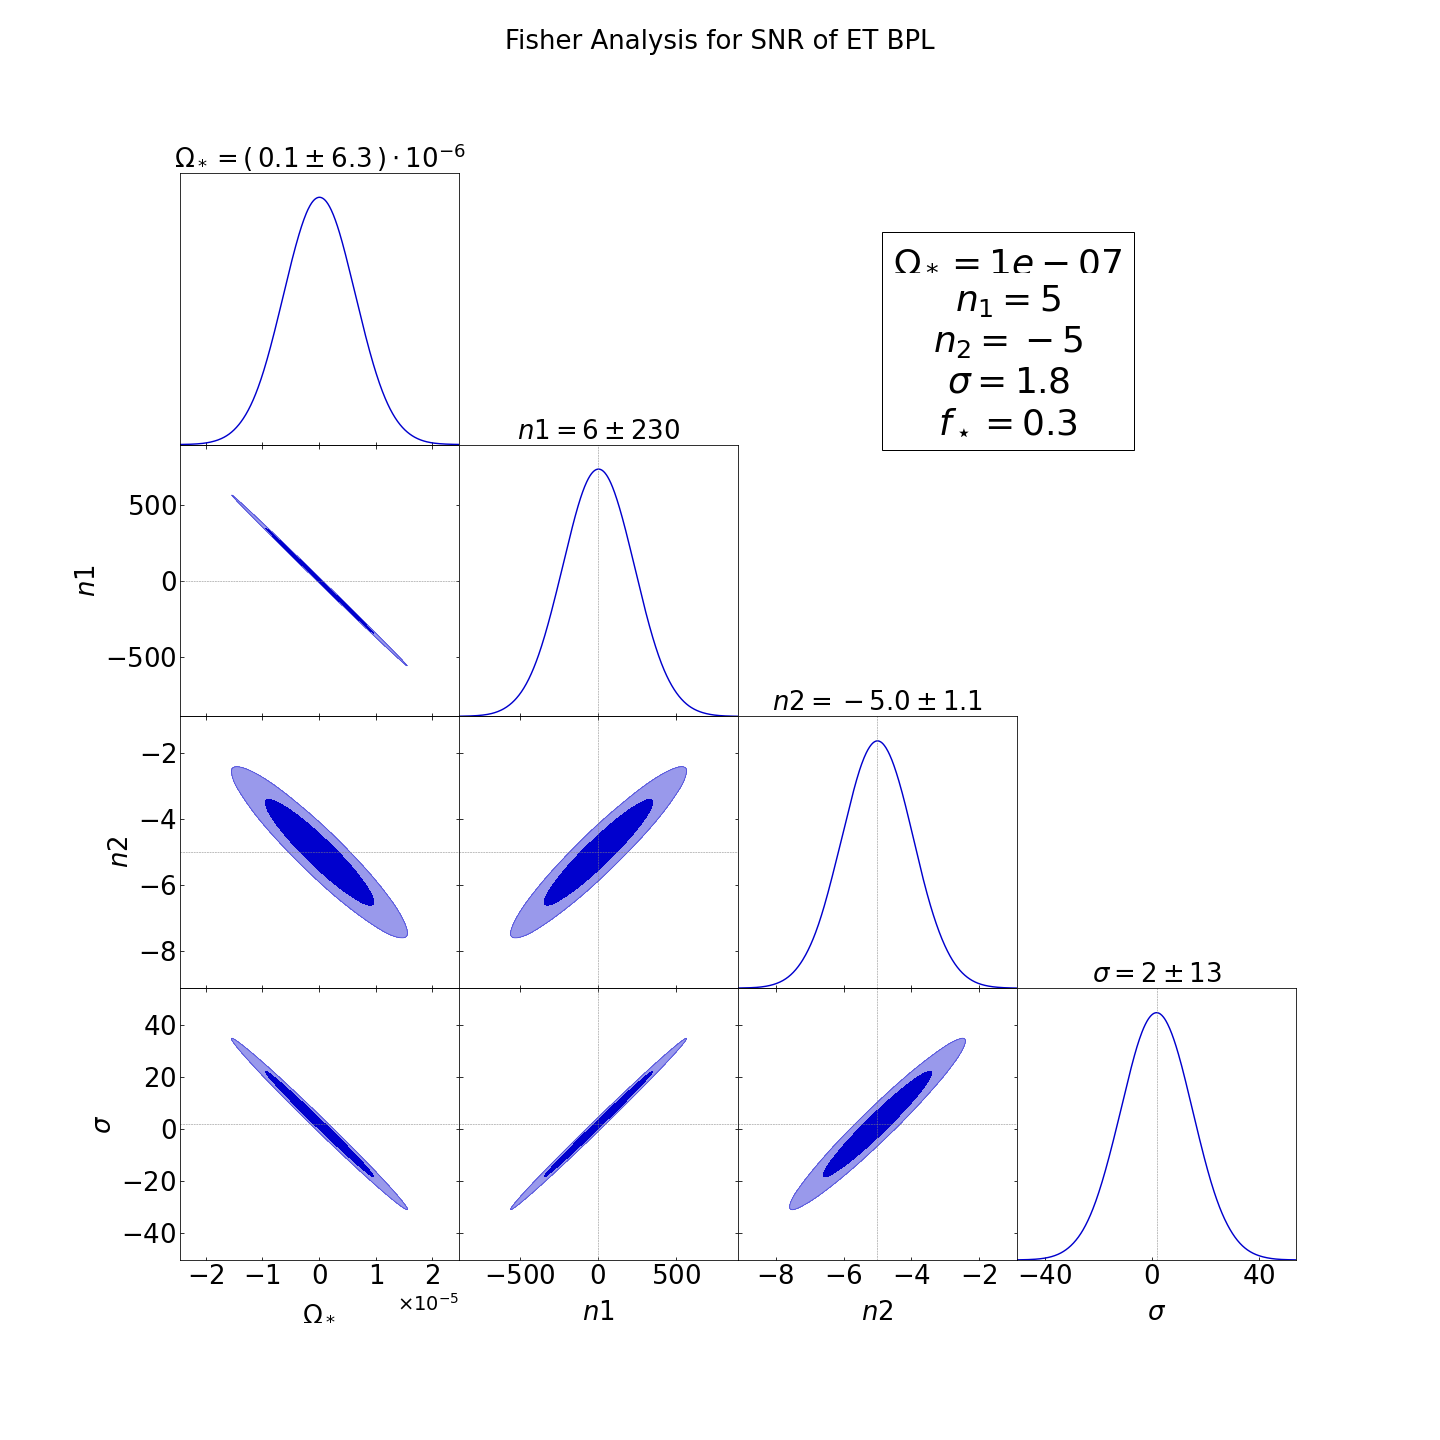 Fisher Analysis for SNR of ET BPL
Ω∗ = ( 0.1 ± 6.3 ) · 10⁻⁶
Ω∗ = 1e − 07
n₁ = 5
n₂ = − 5
σ = 1.8
f⋆ = 0.3
n1 = 6 ± 230
500
0
−500
n1
n2 = − 5.0 ± 1.1
−2
−4
−6
−8
n2
σ = 2 ± 13
40
20
0
−20
−40
σ
−2 −1 0 1 2
×10⁻⁵
Ω∗
−500 0 500
n1
−8 −6 −4 −2
n2
−40 0 40
σ